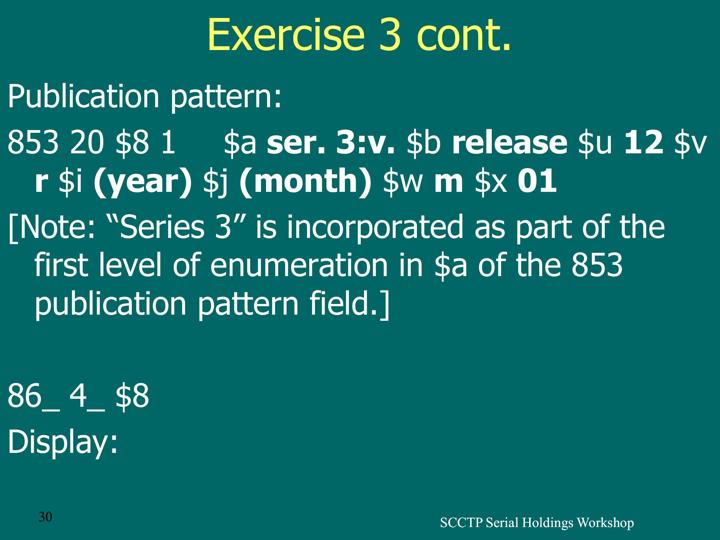 Exercise 3 cont.
Publication pattern:
853 20 $8 1 $a ser. 3:v. $b release $u 12 $v
r $i (year) $j (month) $w m $x 01
[Note: “Series 3” is incorporated as part of the
first level of enumeration in $a of the 853
publication pattern field.]
86_ 4_ $8
Display:
30
SCCTP Serial Holdings Workshop